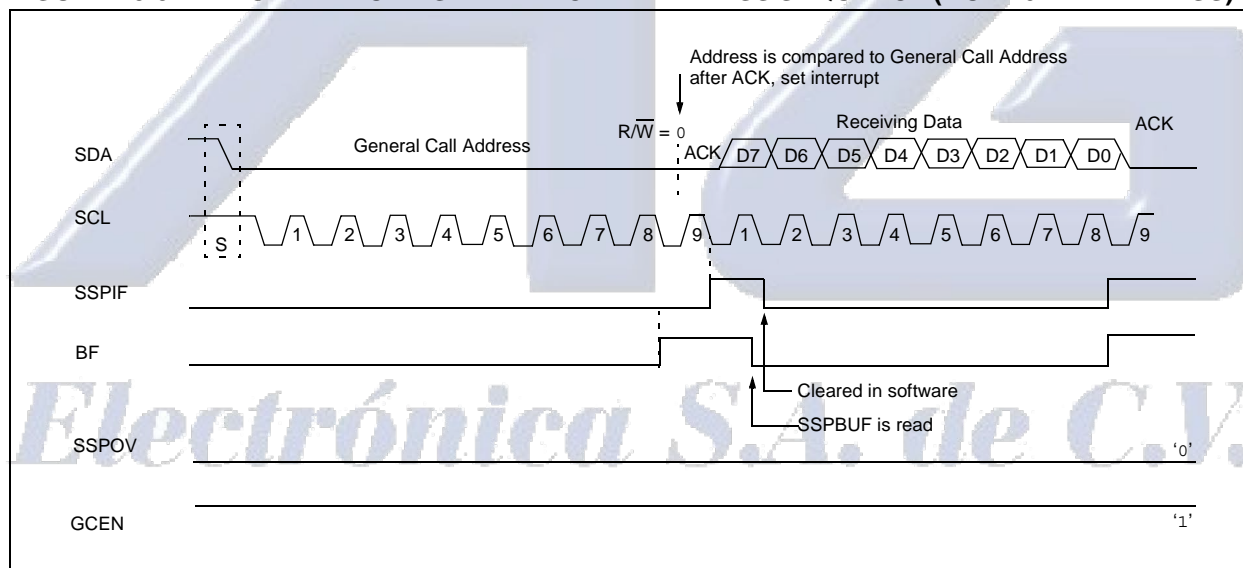 Address is compared to General Call Address
after ACK, set interrupt
R/W = 0
Receiving Data
ACK
SDA
General Call Address
ACK
D7 D6 D5 D4 D3 D2 D1 D0
SCL
S
1 2 3 4 5 6 7 8 9 1 2 3 4 5 6 7 8 9
SSPIF
BF
Cleared in software
SSPBUF is read
Electrónica S.A. de C.V.
SSPOV
‘0’
GCEN
‘1’